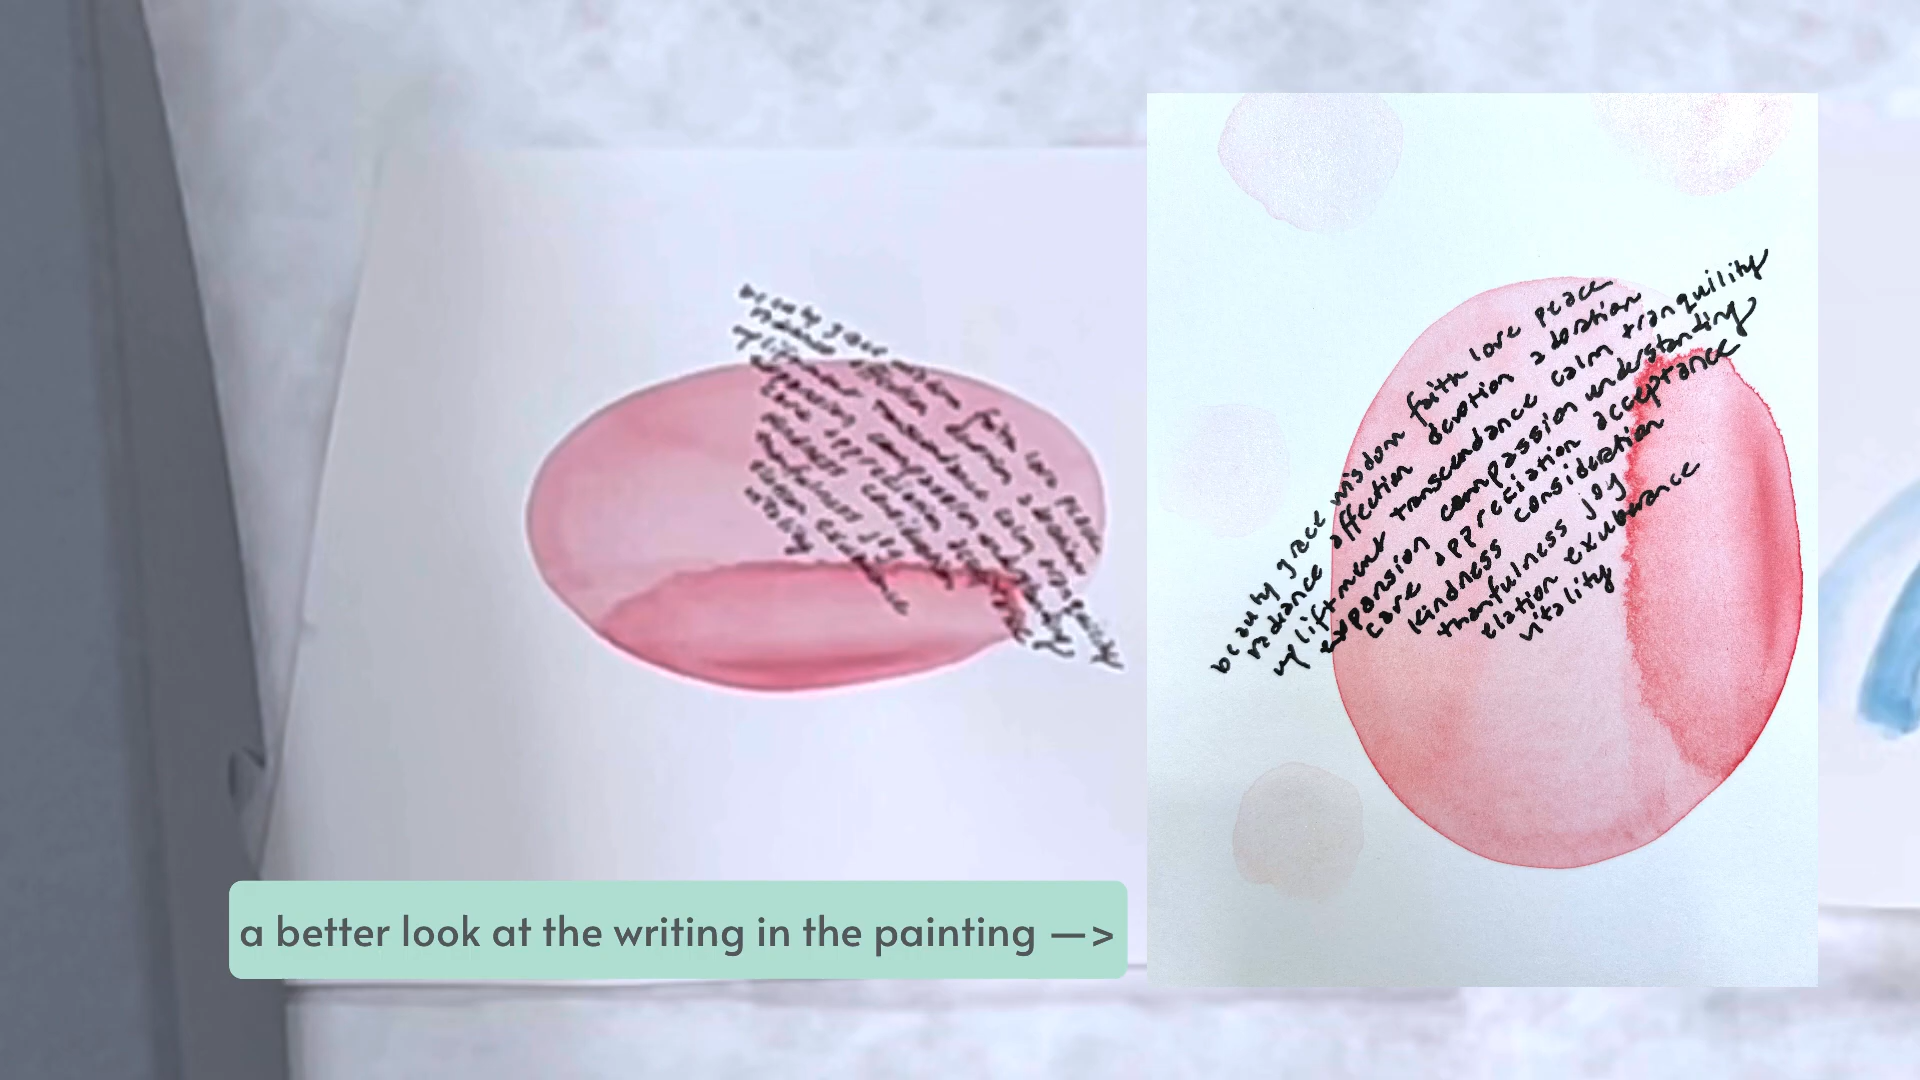 beauty grace wisdom faith love peace
radiance affection devotion adoration
upliftment transcendance calm tranquility
expansion compassion understanding
care appreciation acceptance
kindness consideration
thanfulness joy
elation exuberance
vitality
a better look at the writing in the painting —>